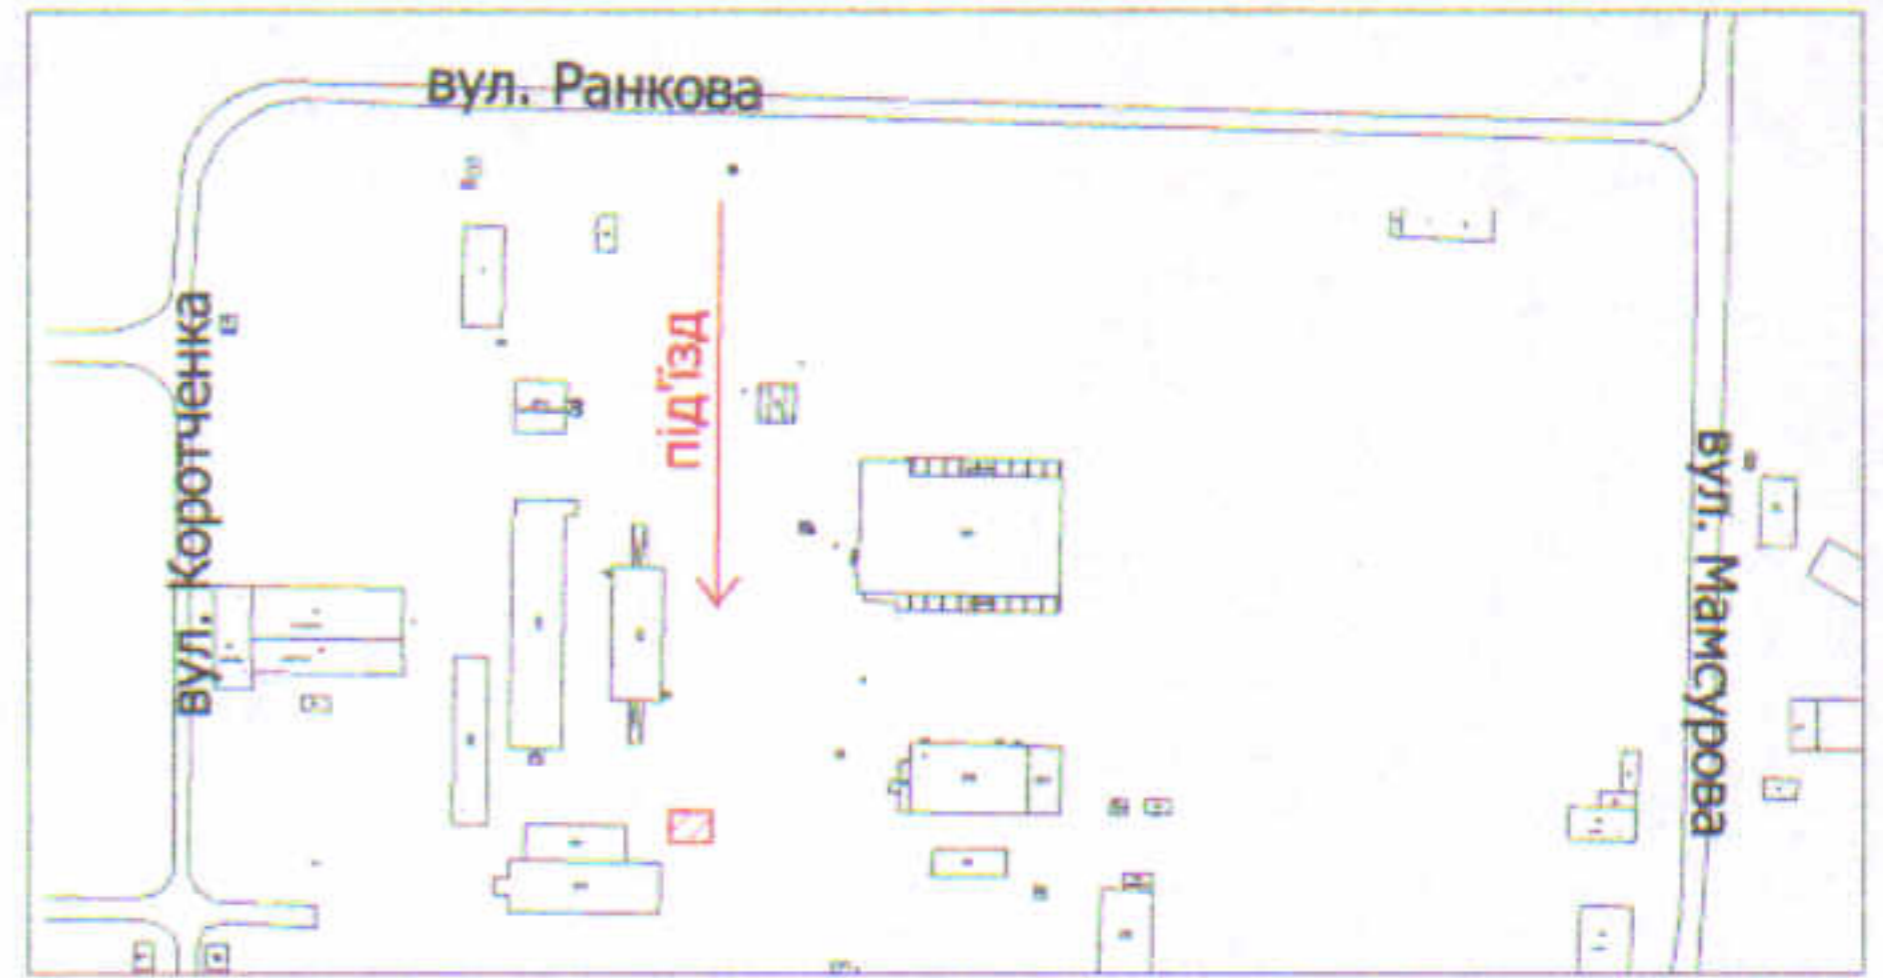 вул. Ранкова
вул. Коротченка
під'їзд
вул. Мамсурова